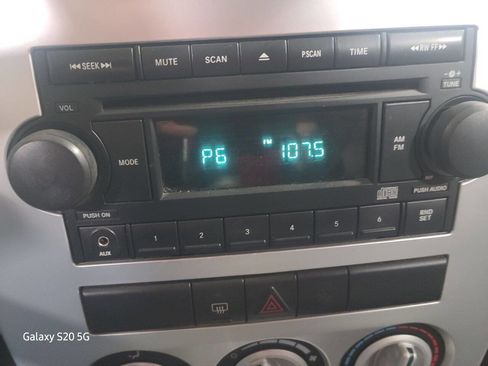 ⏮◀ SEEK ▶⏭ MUTE SCAN ⏏ PSCAN TIME ◀◀ RW FF ▶▶
- +
TUNE
VOL
MODE
P6 FM 107.5
AM
FM
PUSH ON
PUSH AUDIO
AUX
1 2 3 4 5 6
RND
SET
Galaxy S20 5G